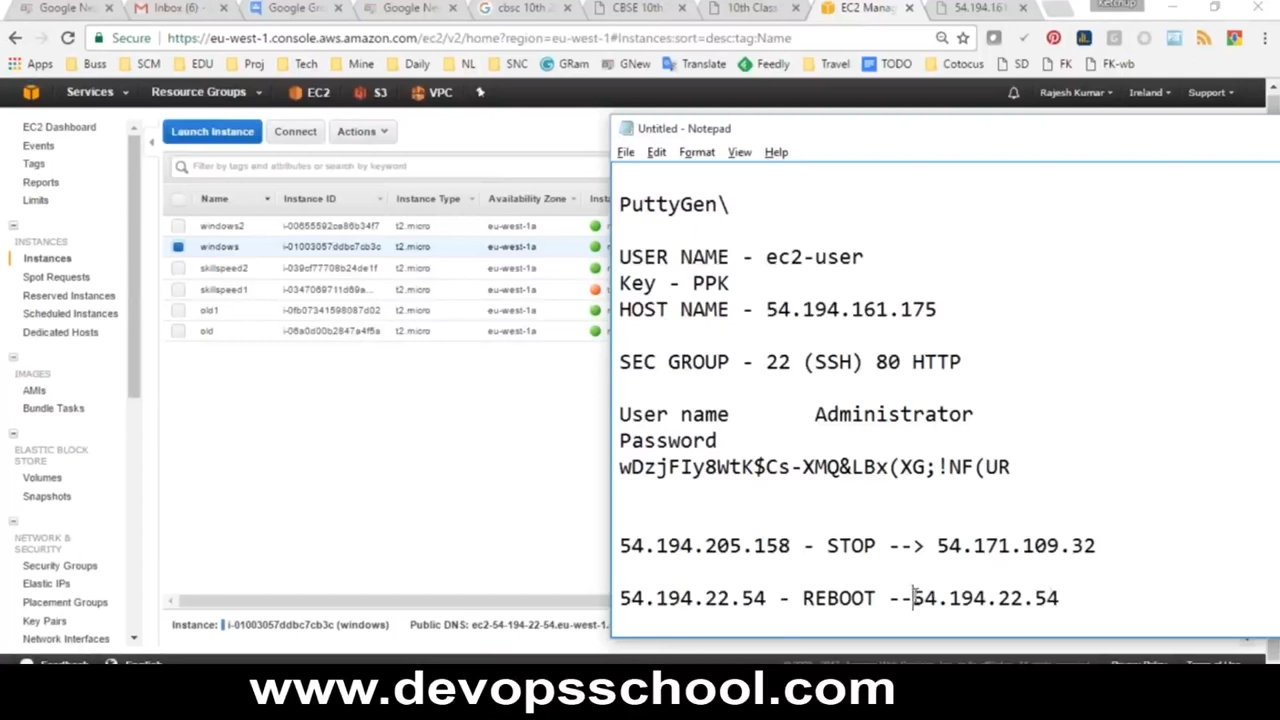 Google Ne
Inbox (6)
Google Gr
Google Ne
cbsc 10th
CBSE 10th
10th Class
EC2 Manag
54.194.161
Ketchup
Secure
https://eu-west-1.console.aws.amazon.com/ec2/v2/home?region=eu-west-1#Instances:sort=desc:tag:Name
Apps Buss SCM EDU Proj Tech Mine Daily NL SNC GRam GNew Translate Feedly Travel TODO Cotocus SD FK FK-wb
Services Resource Groups EC2 S3 VPC Rajesh Kumar Ireland Support
EC2 Dashboard
Events
Tags
Reports
Limits
INSTANCES
Instances
Spot Requests
Reserved Instances
Scheduled Instances
Dedicated Hosts
IMAGES
AMIs
Bundle Tasks
ELASTIC BLOCK
STORE
Volumes
Snapshots
NETWORK &
SECURITY
Security Groups
Elastic IPs
Placement Groups
Key Pairs
Network Interfaces
Launch Instance Connect Actions
Filter by tags and attributes or search by keyword
Name Instance ID Instance Type Availability Zone Inst
windows2 i-00655592ca86b34f7 t2.micro eu-west-1a
windows i-01003057ddbc7cb3c t2.micro eu-west-1a
skillspeed2 i-039cf77708b24de1f t2.micro eu-west-1a
skillspeed1 i-0347069711d69a... t2.micro eu-west-1a
old1 i-0fb07341598087d02 t2.micro eu-west-1a
old i-06a0d00b2847a4f5a t2.micro eu-west-1a
Instance: i-01003057ddbc7cb3c (windows) Public DNS: ec2-54-194-22-54.eu-west-1.
Untitled - Notepad
File Edit Format View Help
PuttyGen\
USER NAME - ec2-user
Key - PPK
HOST NAME - 54.194.161.175
SEC GROUP - 22 (SSH) 80 HTTP
User name Administrator
Password
wDzjFIy8WtK$Cs-XMQ&LBx(XG;!NF(UR
54.194.205.158 - STOP --> 54.171.109.32
54.194.22.54 - REBOOT --54.194.22.54
www.devopsschool.com